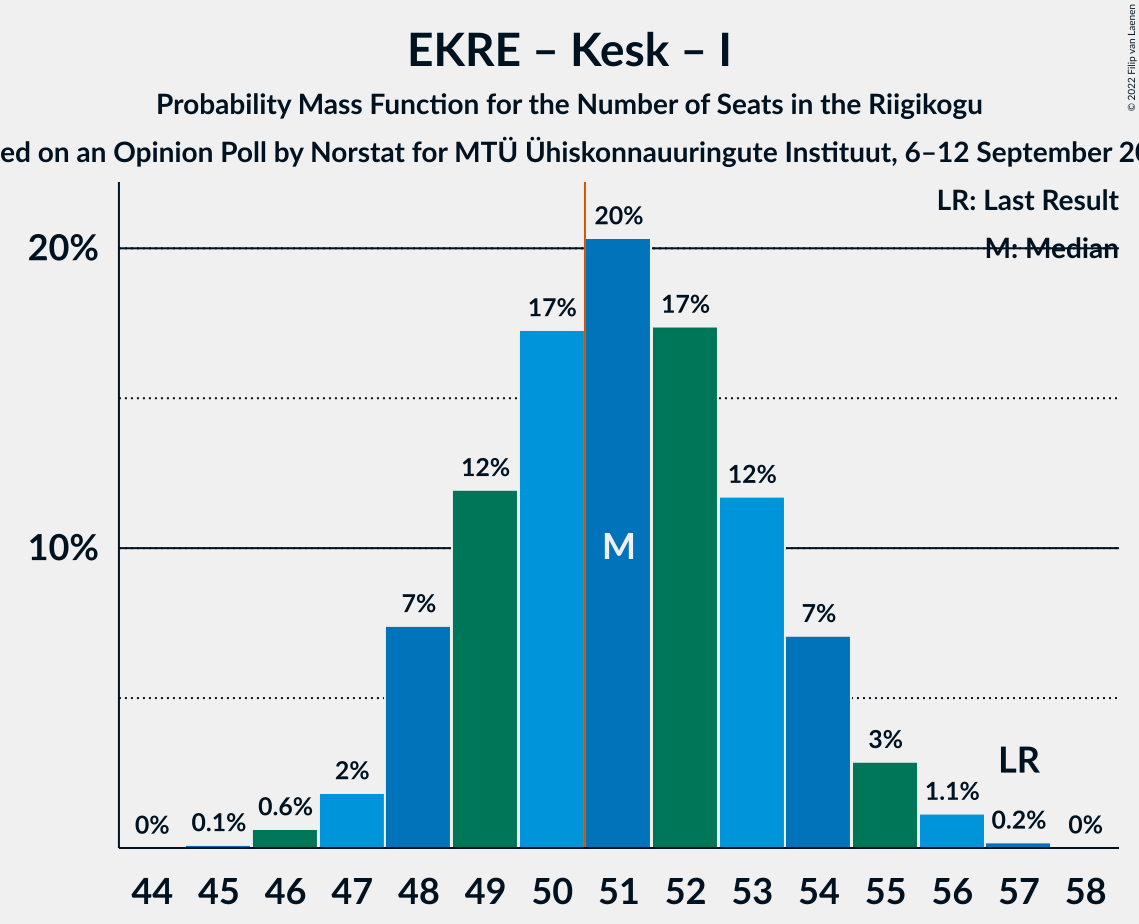 EKRE – Kesk – I
Probability Mass Function for the Number of Seats in the Riigikogu
ed on an Opinion Poll by Norstat for MTÜ Ühiskonnauuringute Instituut, 6–12 September 20
© 2022 Filip van Laenen
LR: Last Result
M: Median
20%
10%
0% 0.1% 0.6% 2% 7% 12% 17% 20% 17% 12% 7% 3% 1.1% 0.2% 0%
M
LR
44 45 46 47 48 49 50 51 52 53 54 55 56 57 58